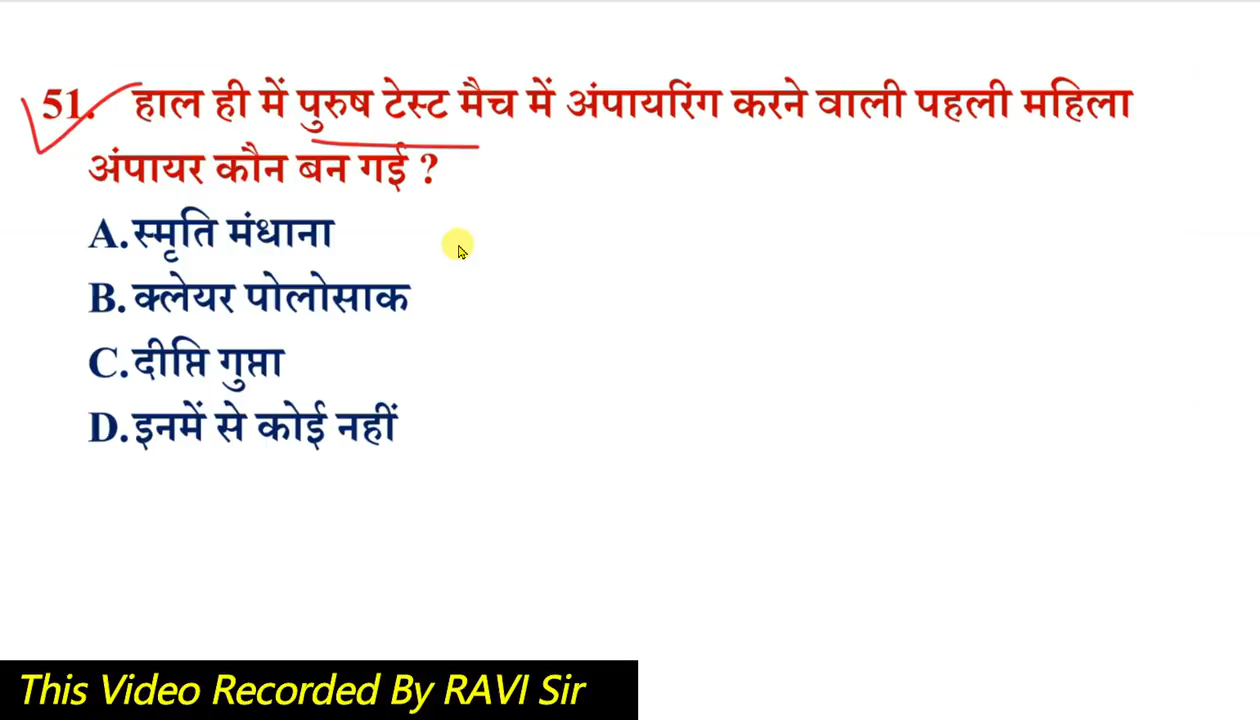 51. हाल ही में पुरुष टेस्ट मैच में अंपायरिंग करने वाली पहली महिला
अंपायर कौन बन गई ?
A. स्मृति मंधाना
B. क्लेयर पोलोसाक
C. दीप्ति गुप्ता
D. इनमें से कोई नहीं
This Video Recorded By RAVI Sir